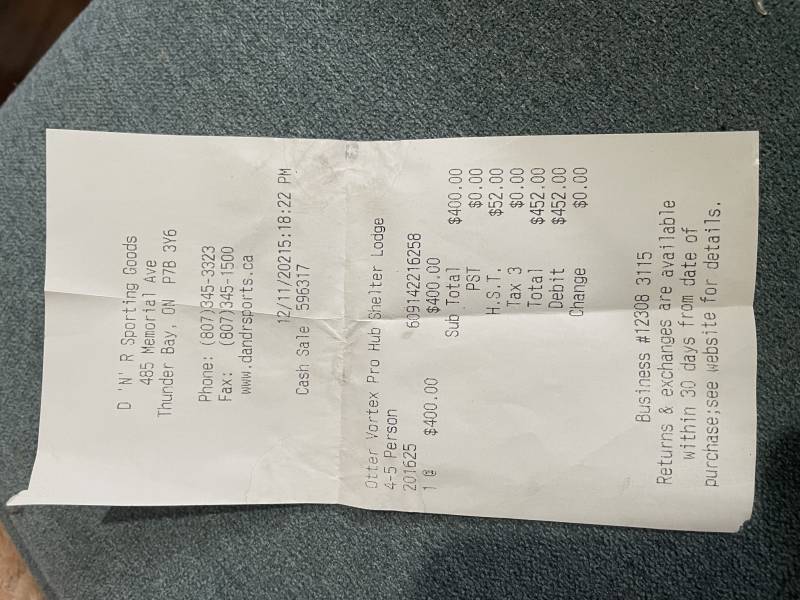 D 'N' R Sporting Goods
485 Memorial Ave
Thunder Bay, ON P7B 3Y6
Phone: (807)345-3323
Fax: (807)345-1500
www.dandrsports.ca
12/11/20215:18:22 PM
Cash Sale 596317
Otter Vortex Pro Hub Shelter Lodge
4-5 Person
201625 609142216258
1 @ $400.00 $400.00
Sub Total $400.00
PST $0.00
H.S.T. $52.00
Tax 3 $0.00
Total $452.00
Debit $452.00
Change $0.00
Business #12308 3115
Returns & exchanges are available
within 30 days from date of
purchase;see website for details.